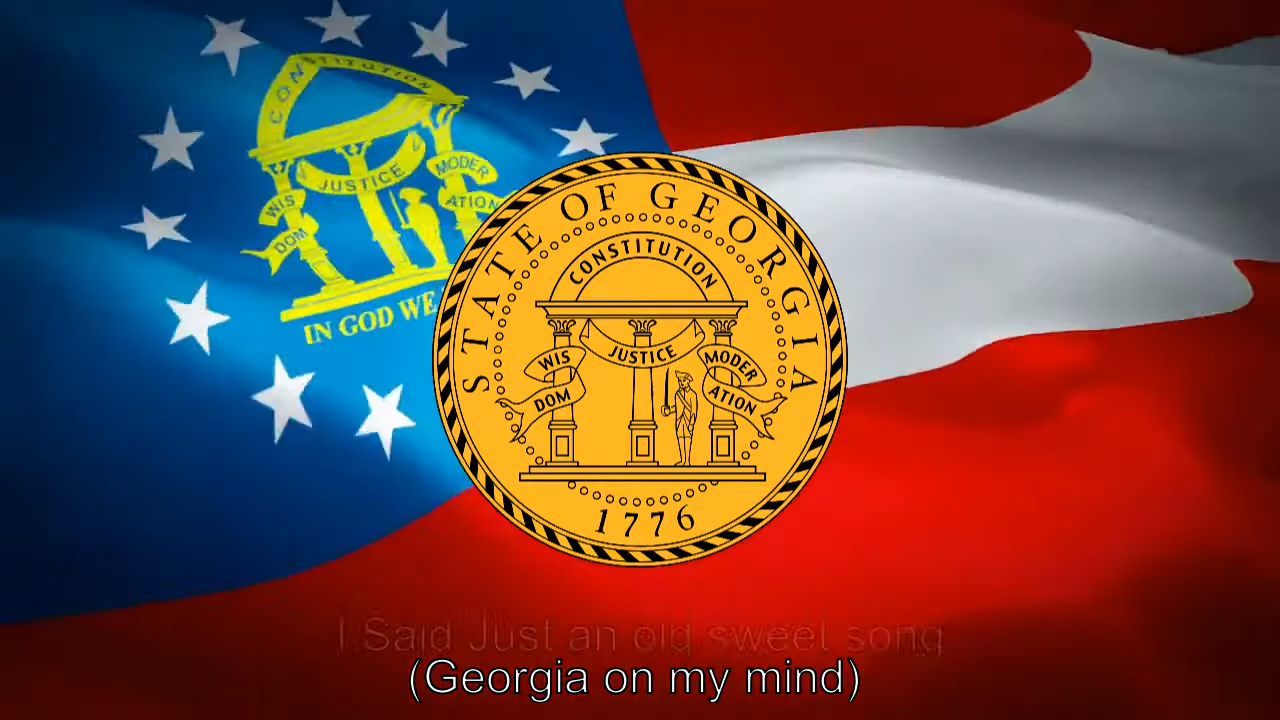 CONSTITUTION
JUSTICE
MODER
ATION
WIS
DOM
IN GOD WE
STATE OF GEORGIA
CONSTITUTION
WIS
DOM
JUSTICE
MODER
ATION
1776
I Said Just an old sweet song
(Georgia on my mind)